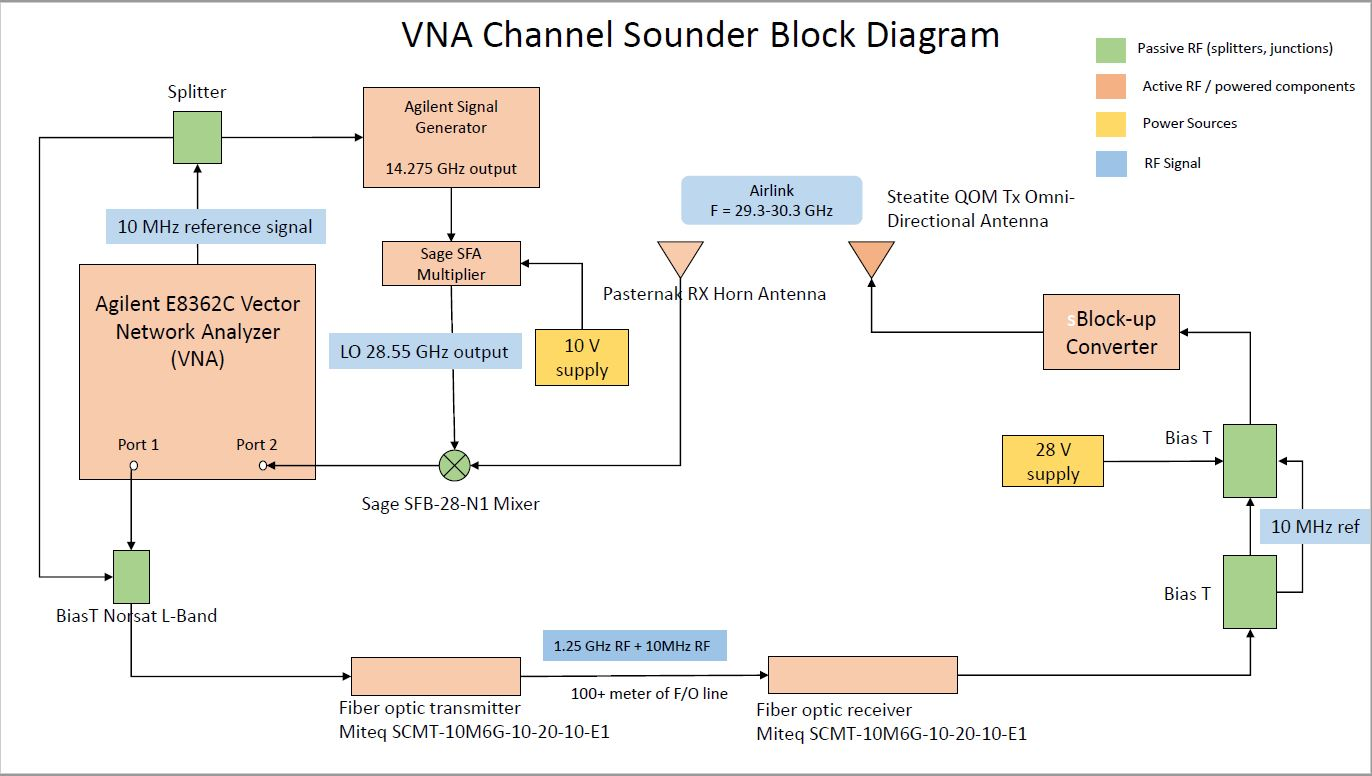 VNA Channel Sounder Block Diagram
Passive RF (splitters, junctions)
Active RF / powered components
Power Sources
RF Signal
Splitter
Agilent Signal
Generator
14.275 GHz output
10 MHz reference signal
Airlink
F = 29.3-30.3 GHz
Steatite QOM Tx Omni-
Directional Antenna
Sage SFA
Multiplier
Pasternak RX Horn Antenna
Agilent E8362C Vector
Network Analyzer
(VNA)
LO 28.55 GHz output
10 V
supply
sBlock-up
Converter
Port 1
Port 2
Sage SFB-28-N1 Mixer
Bias T
28 V
supply
10 MHz ref
Bias T
BiasT Norsat L-Band
1.25 GHz RF + 10MHz RF
100+ meter of F/O line
Fiber optic transmitter
Miteq SCMT-10M6G-10-20-10-E1
Fiber optic receiver
Miteq SCMT-10M6G-10-20-10-E1